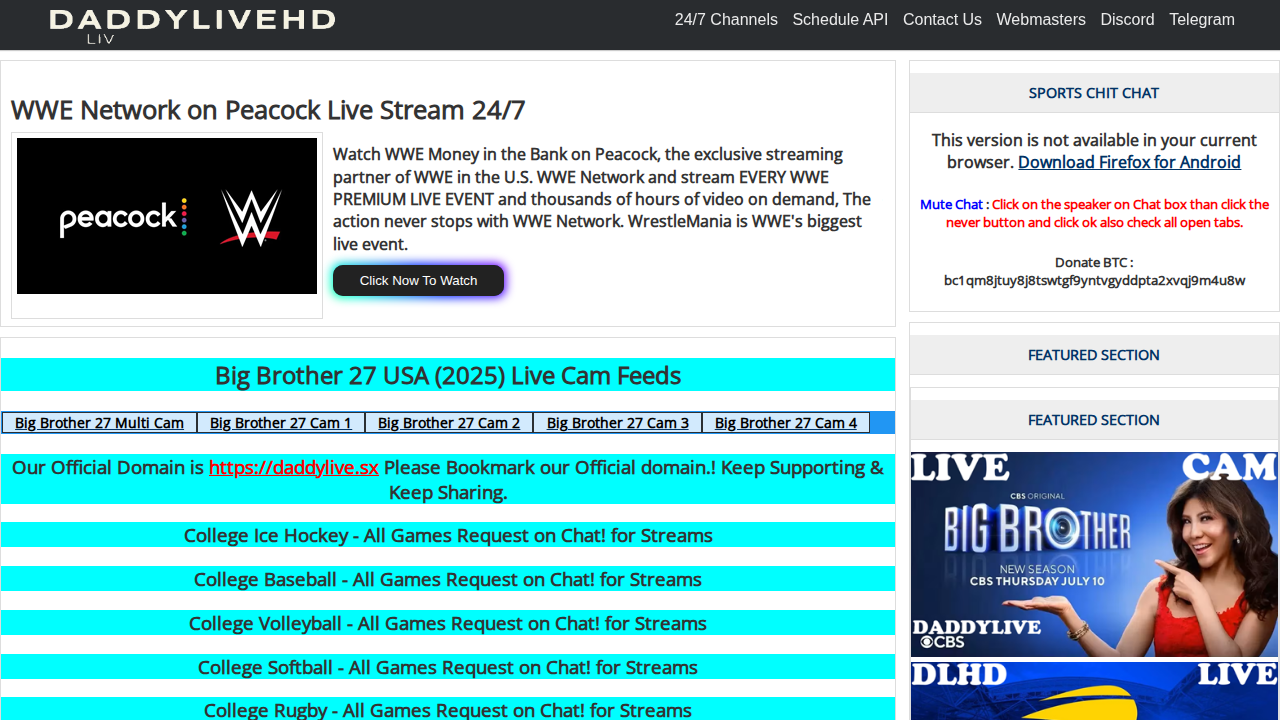 DADDYLIVEHD
LIV
24/7 Channels Schedule API Contact Us Webmasters Discord Telegram
WWE Network on Peacock Live Stream 24/7
peacock
W
Watch WWE Money in the Bank on Peacock, the exclusive streaming
partner of WWE in the U.S. WWE Network and stream EVERY WWE
PREMIUM LIVE EVENT and thousands of hours of video on demand, The
action never stops with WWE Network. WrestleMania is WWE's biggest
live event.
Click Now To Watch
Big Brother 27 USA (2025) Live Cam Feeds
Big Brother 27 Multi Cam Big Brother 27 Cam 1 Big Brother 27 Cam 2 Big Brother 27 Cam 3 Big Brother 27 Cam 4
Our Official Domain is https://daddylive.sx Please Bookmark our Official domain.! Keep Supporting &
Keep Sharing.
College Ice Hockey - All Games Request on Chat! for Streams
College Baseball - All Games Request on Chat! for Streams
College Volleyball - All Games Request on Chat! for Streams
College Softball - All Games Request on Chat! for Streams
College Rugby - All Games Request on Chat! for Streams
SPORTS CHIT CHAT
This version is not available in your current
browser. Download Firefox for Android
Mute Chat : Click on the speaker on Chat box than click the
never button and click ok also check all open tabs.
Donate BTC :
bc1qm8jtuy8j8tswtgf9yntvgyddpta2xvqj9m4u8w
FEATURED SECTION
FEATURED SECTION
LIVE CAM
CBS ORIGINAL
BIG BROTHER
NEW SEASON
CBS THURSDAY JULY 10
DADDYLIVE
CBS
DLHD LIVE